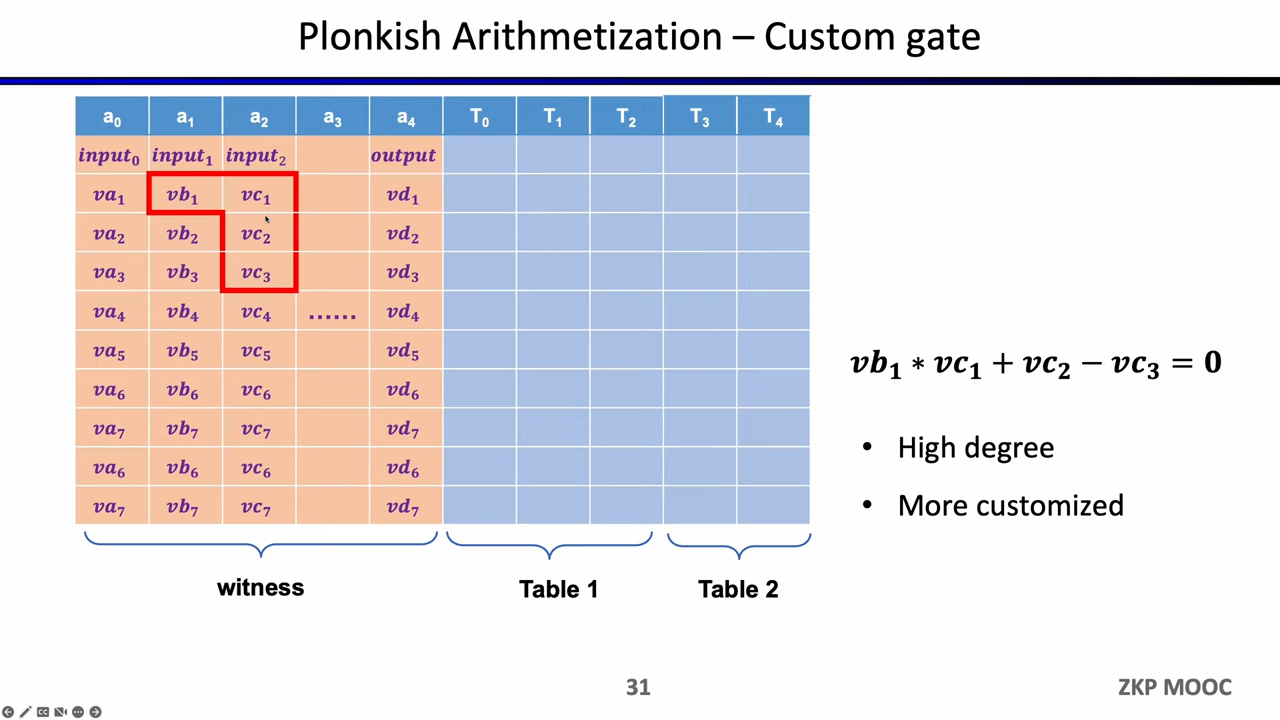 Plonkish Arithmetization – Custom gate
a₀ a₁ a₂ a₃ a₄ T₀ T₁ T₂ T₃ T₄
input₀ input₁ input₂ output
va₁ vb₁ vc₁ vd₁
va₂ vb₂ vc₂ vd₂
va₃ vb₃ vc₃ vd₃
va₄ vb₄ vc₄ …… vd₄
va₅ vb₅ vc₅ vd₅
va₆ vb₆ vc₆ vd₆
va₇ vb₇ vc₇ vd₇
va₆ vb₆ vc₆ vd₆
va₇ vb₇ vc₇ vd₇
witness Table 1 Table 2
vb₁ * vc₁ + vc₂ − vc₃ = 0
• High degree
• More customized
31 ZKP MOOC